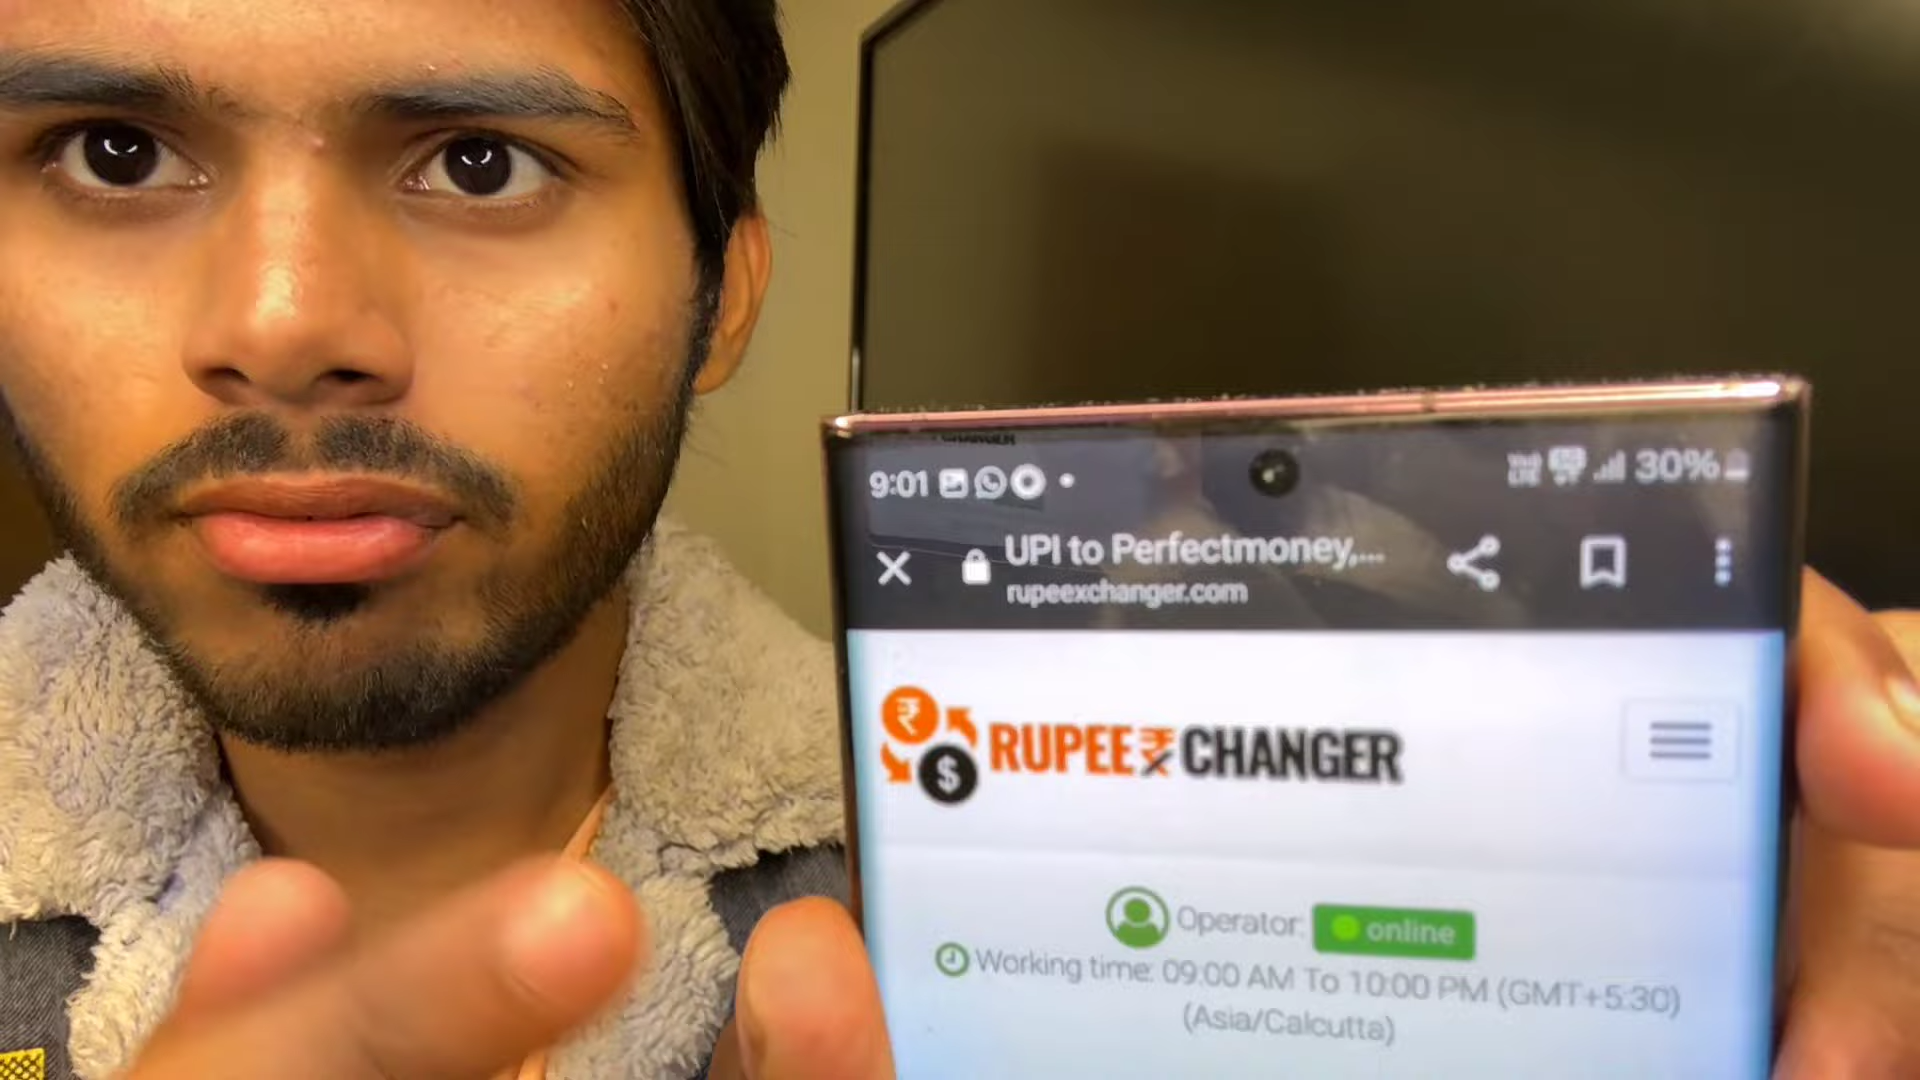 9:01
30%
UPI to Perfectmoney,...
rupeexchanger.com
RUPEE CHANGER
Operator: online
Working time: 09:00 AM To 10:00 PM (GMT+5:30)
(Asia/Calcutta)